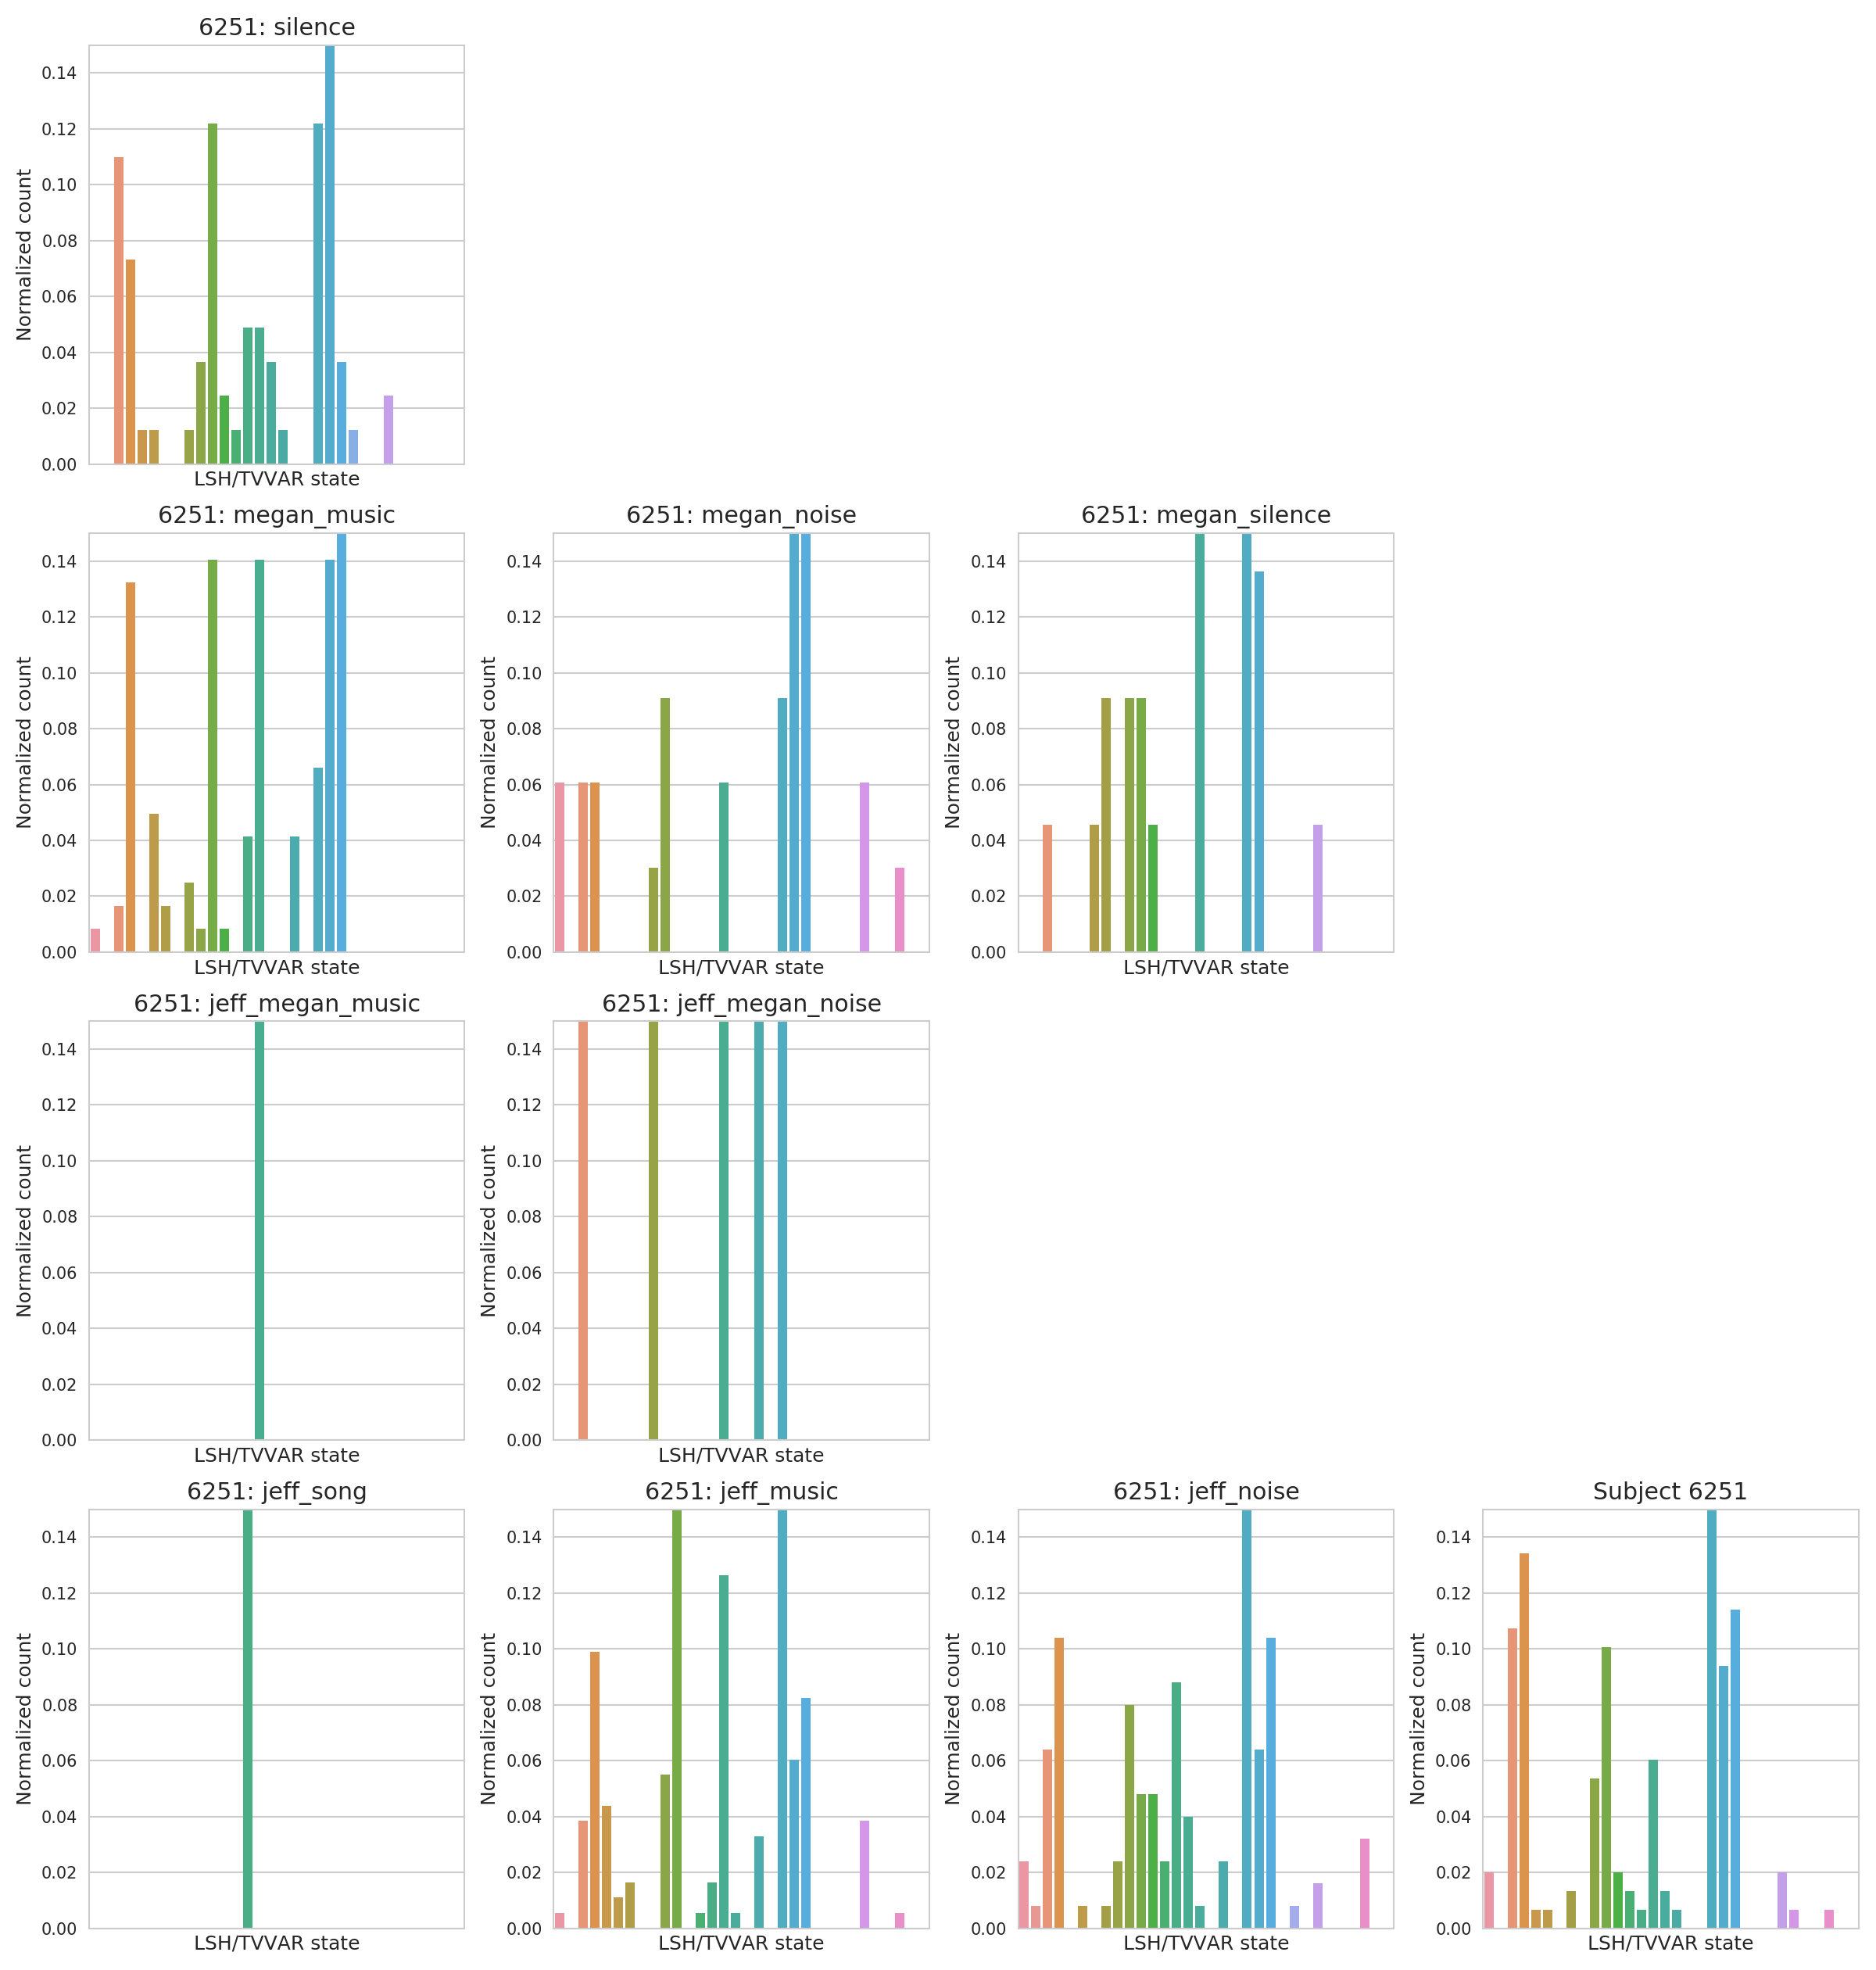 6251: silence
0.14
0.12
0.10
0.08
0.06
0.04
0.02
0.00
Normalized count
LSH/TVVAR state
6251: megan_music
0.14
0.12
0.10
0.08
0.06
0.04
0.02
0.00
Normalized count
LSH/TVVAR state
6251: megan_noise
0.14
0.12
0.10
0.08
0.06
0.04
0.02
0.00
Normalized count
LSH/TVVAR state
6251: megan_silence
0.14
0.12
0.10
0.08
0.06
0.04
0.02
0.00
Normalized count
LSH/TVVAR state
6251: jeff_megan_music
0.14
0.12
0.10
0.08
0.06
0.04
0.02
0.00
Normalized count
LSH/TVVAR state
6251: jeff_megan_noise
0.14
0.12
0.10
0.08
0.06
0.04
0.02
0.00
Normalized count
LSH/TVVAR state
6251: jeff_song
0.14
0.12
0.10
0.08
0.06
0.04
0.02
0.00
Normalized count
LSH/TVVAR state
6251: jeff_music
0.14
0.12
0.10
0.08
0.06
0.04
0.02
0.00
Normalized count
LSH/TVVAR state
6251: jeff_noise
0.14
0.12
0.10
0.08
0.06
0.04
0.02
0.00
Normalized count
LSH/TVVAR state
Subject 6251
0.14
0.12
0.10
0.08
0.06
0.04
0.02
0.00
Normalized count
LSH/TVVAR state